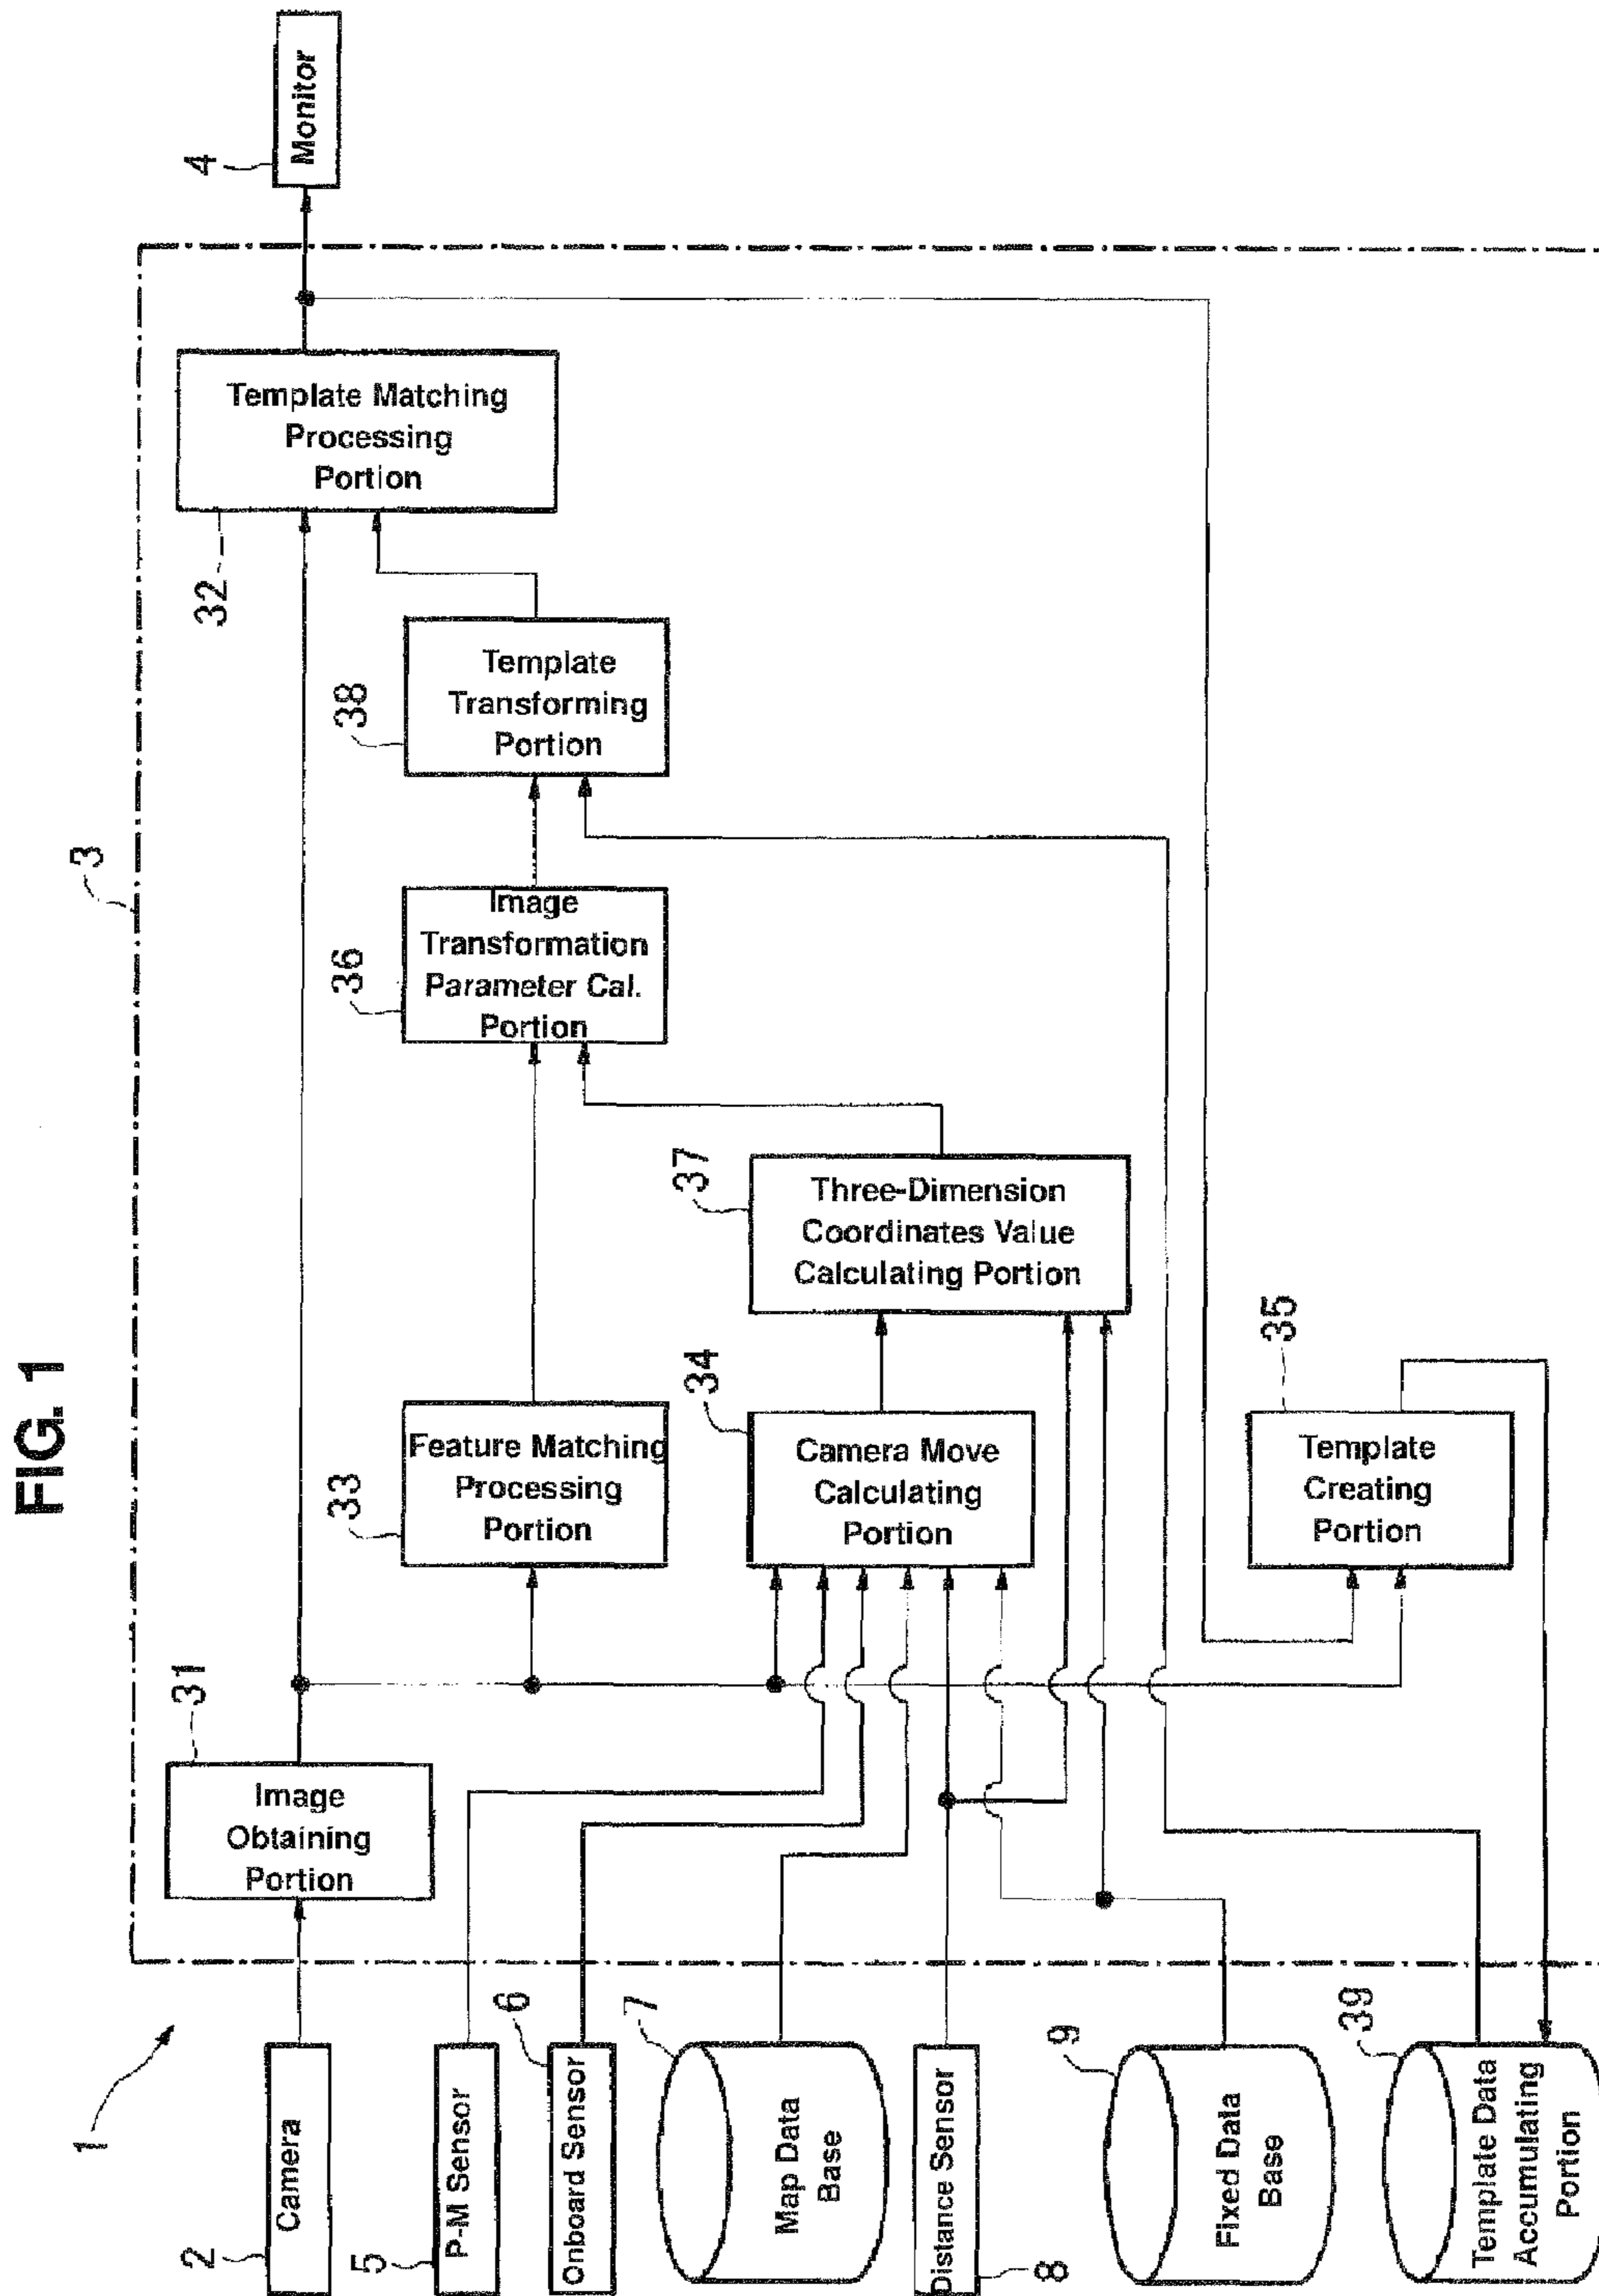 FIG. 1
1
2
Camera
5
P-M Sensor
6
Onboard Sensor
7
Map Data
Base
8
Distance Sensor
9
Fixed Data
Base
39
Template Data
Accumulating
Portion
3
31
Image
Obtaining
Portion
33
Feature Matching
Processing
Portion
34
Camera Move
Calculating
Portion
35
Template
Creating
Portion
37
Three-Dimension
Coordinates Value
Calculating Portion
36
Image
Transformation
Parameter Cal.
Portion
38
Template
Transforming
Portion
32
Template Matching
Processing
Portion
4
Monitor